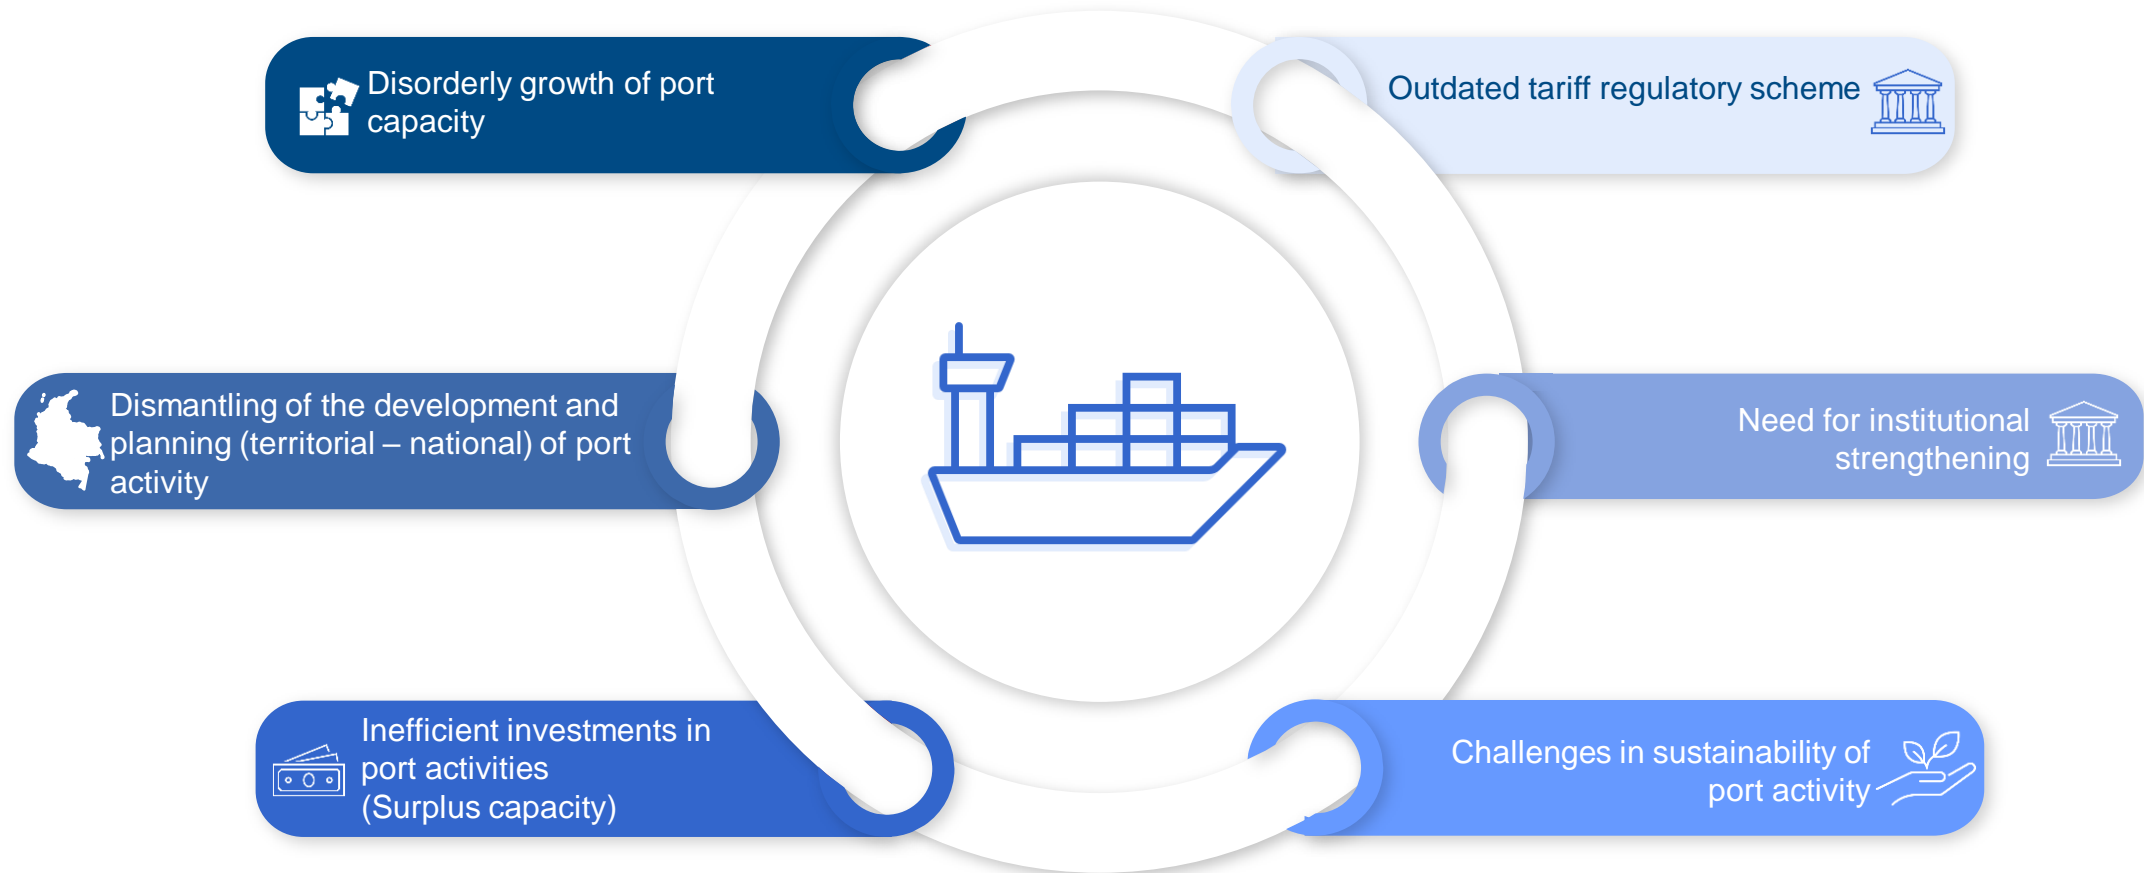 Disorderly growth of port
capacity
Outdated tariff regulatory scheme
Dismantling of the development and
planning (territorial – national) of port
activity
Need for institutional
strengthening
Inefficient investments in
port activities
(Surplus capacity)
Challenges in sustainability of
port activity